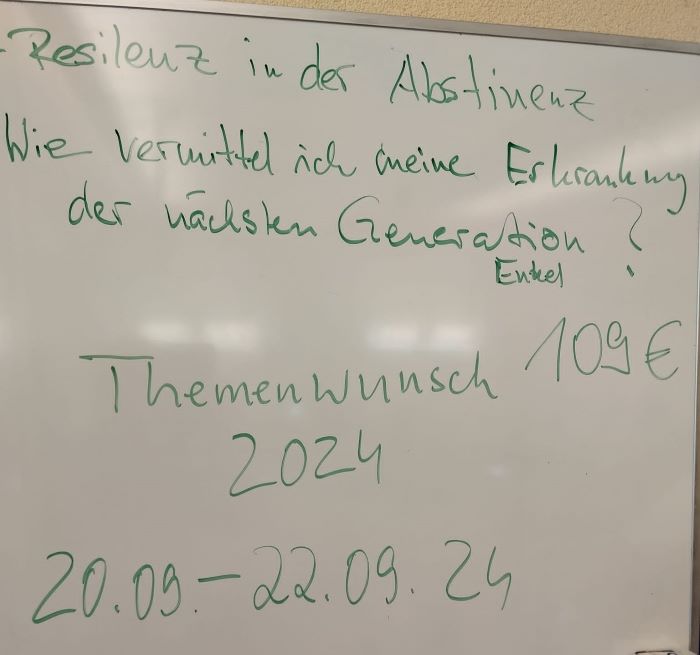 - Resilenz in der Abstinenz
Wie vermittel ich meine Erkrankung
der nächsten Generation ?
Enkel
109 €
Themenwunsch
2024
20.09.-22.09.24